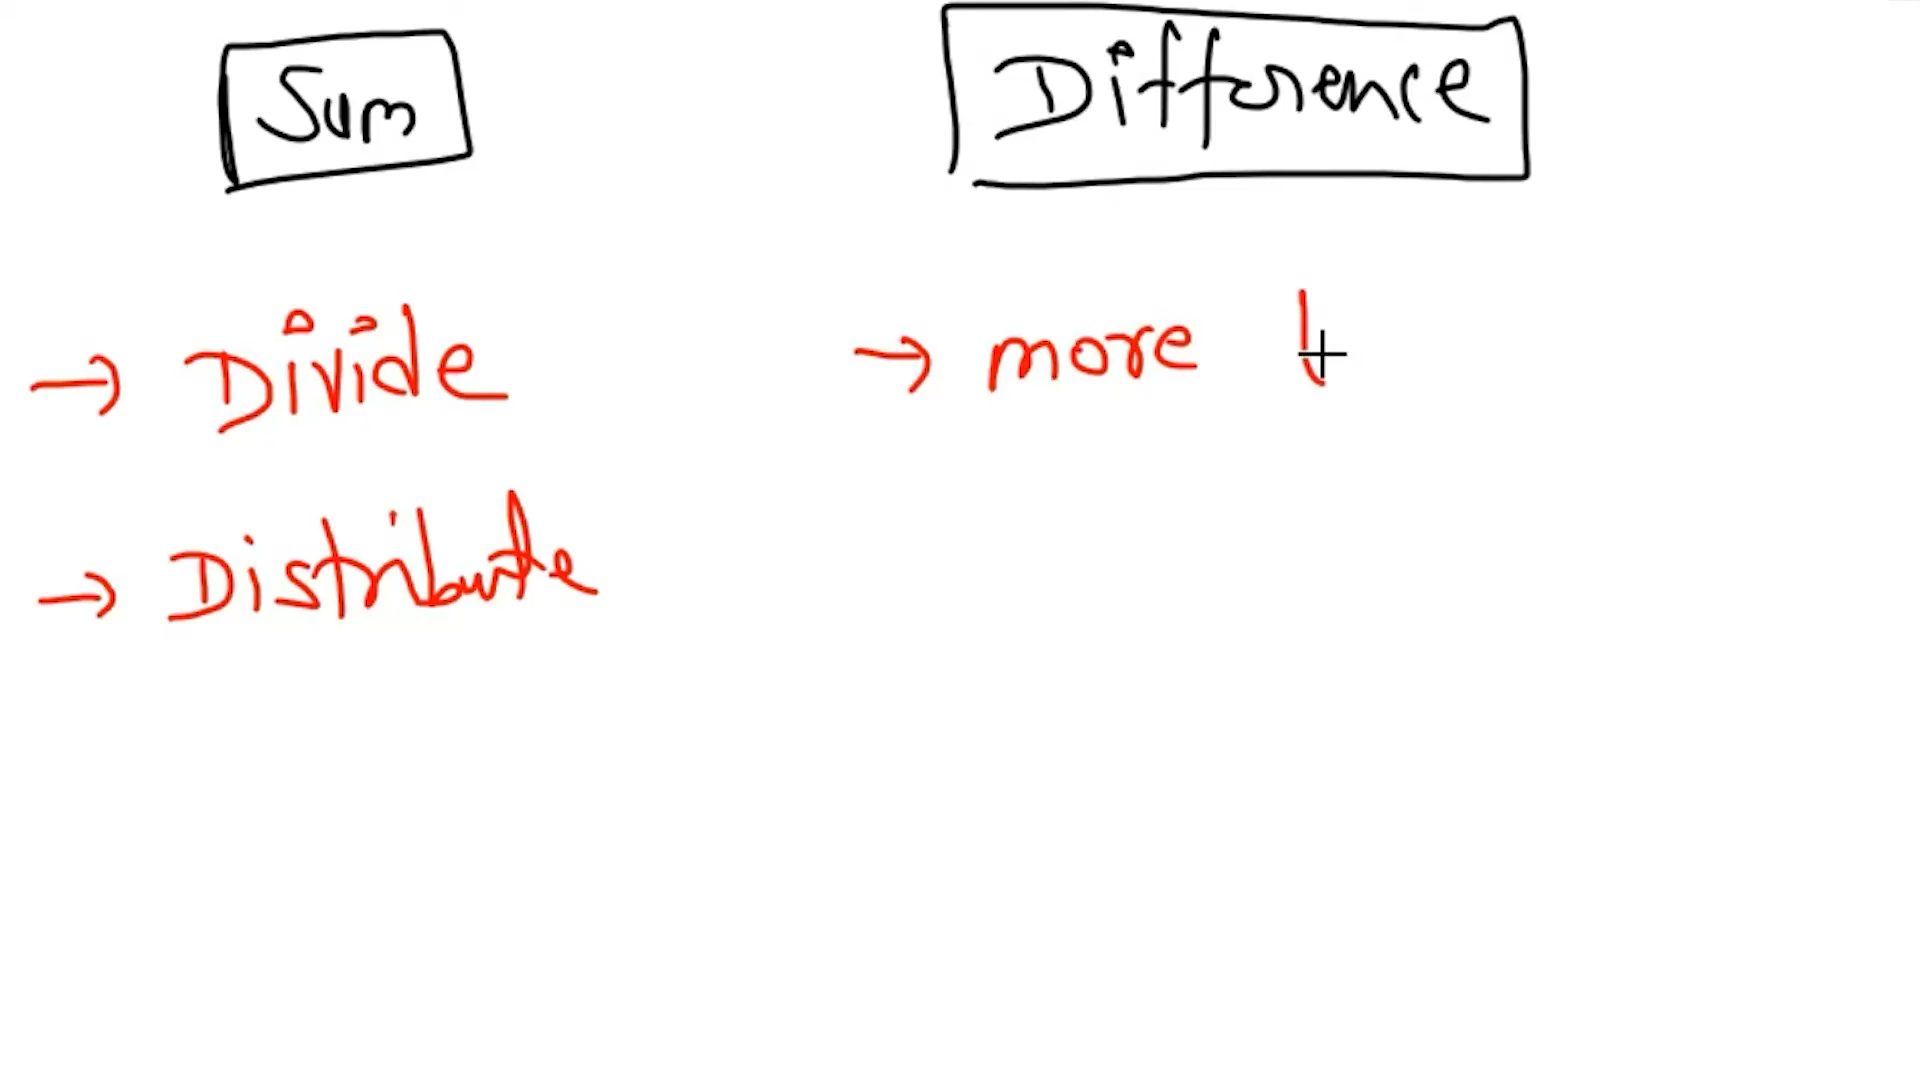 Sum
Difference
→ Divide
→ more
→ Distribute